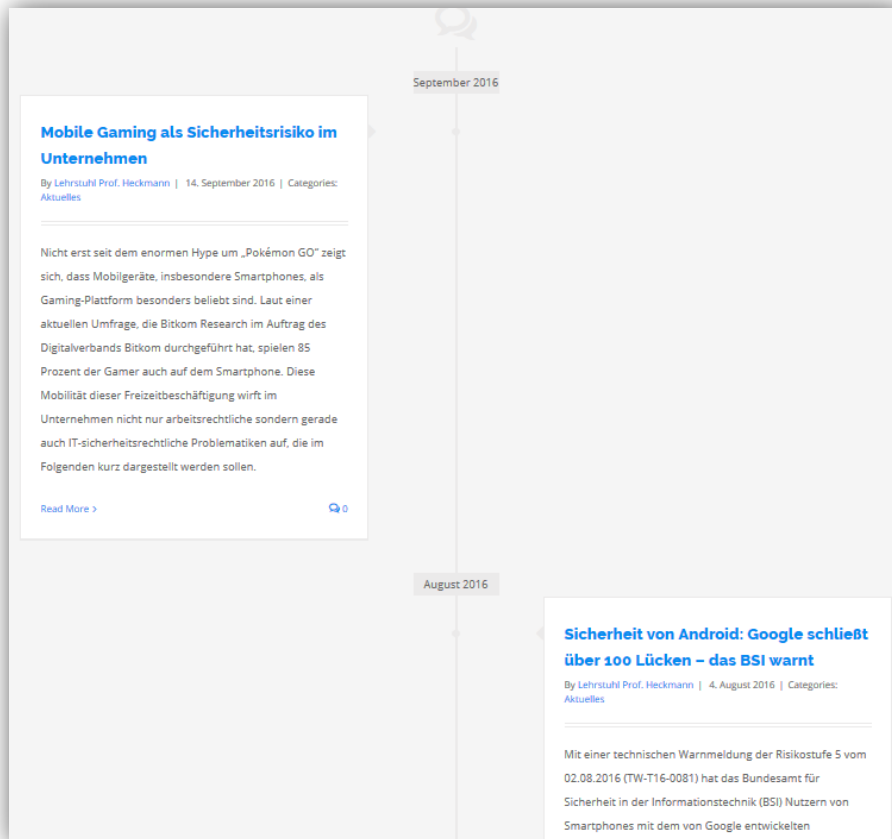 September 2016
Mobile Gaming als Sicherheitsrisiko im
Unternehmen
By Lehrstuhl Prof. Heckmann | 14. September 2016 | Categories:
Aktuelles
Nicht erst seit dem enormen Hype um „Pokémon GO“ zeigt
sich, dass Mobilgeräte, insbesondere Smartphones, als
Gaming-Plattform besonders beliebt sind. Laut einer
aktuellen Umfrage, die Bitkom Research im Auftrag des
Digitalverbands Bitkom durchgeführt hat, spielen 85
Prozent der Gamer auch auf dem Smartphone. Diese
Mobilität dieser Freizeitbeschäftigung wirft im
Unternehmen nicht nur arbeitsrechtliche sondern gerade
auch IT-sicherheitsrechtliche Problematiken auf, die im
Folgenden kurz dargestellt werden sollen.
Read More > 0
August 2016
Sicherheit von Android: Google schließt
über 100 Lücken – das BSI warnt
By Lehrstuhl Prof. Heckmann | 4. August 2016 | Categories:
Aktuelles
Mit einer technischen Warnmeldung der Risikostufe 5 vom
02.08.2016 (TW-T16-0081) hat das Bundesamt für
Sicherheit in der Informationstechnik (BSI) Nutzern von
Smartphones mit dem von Google entwickelten